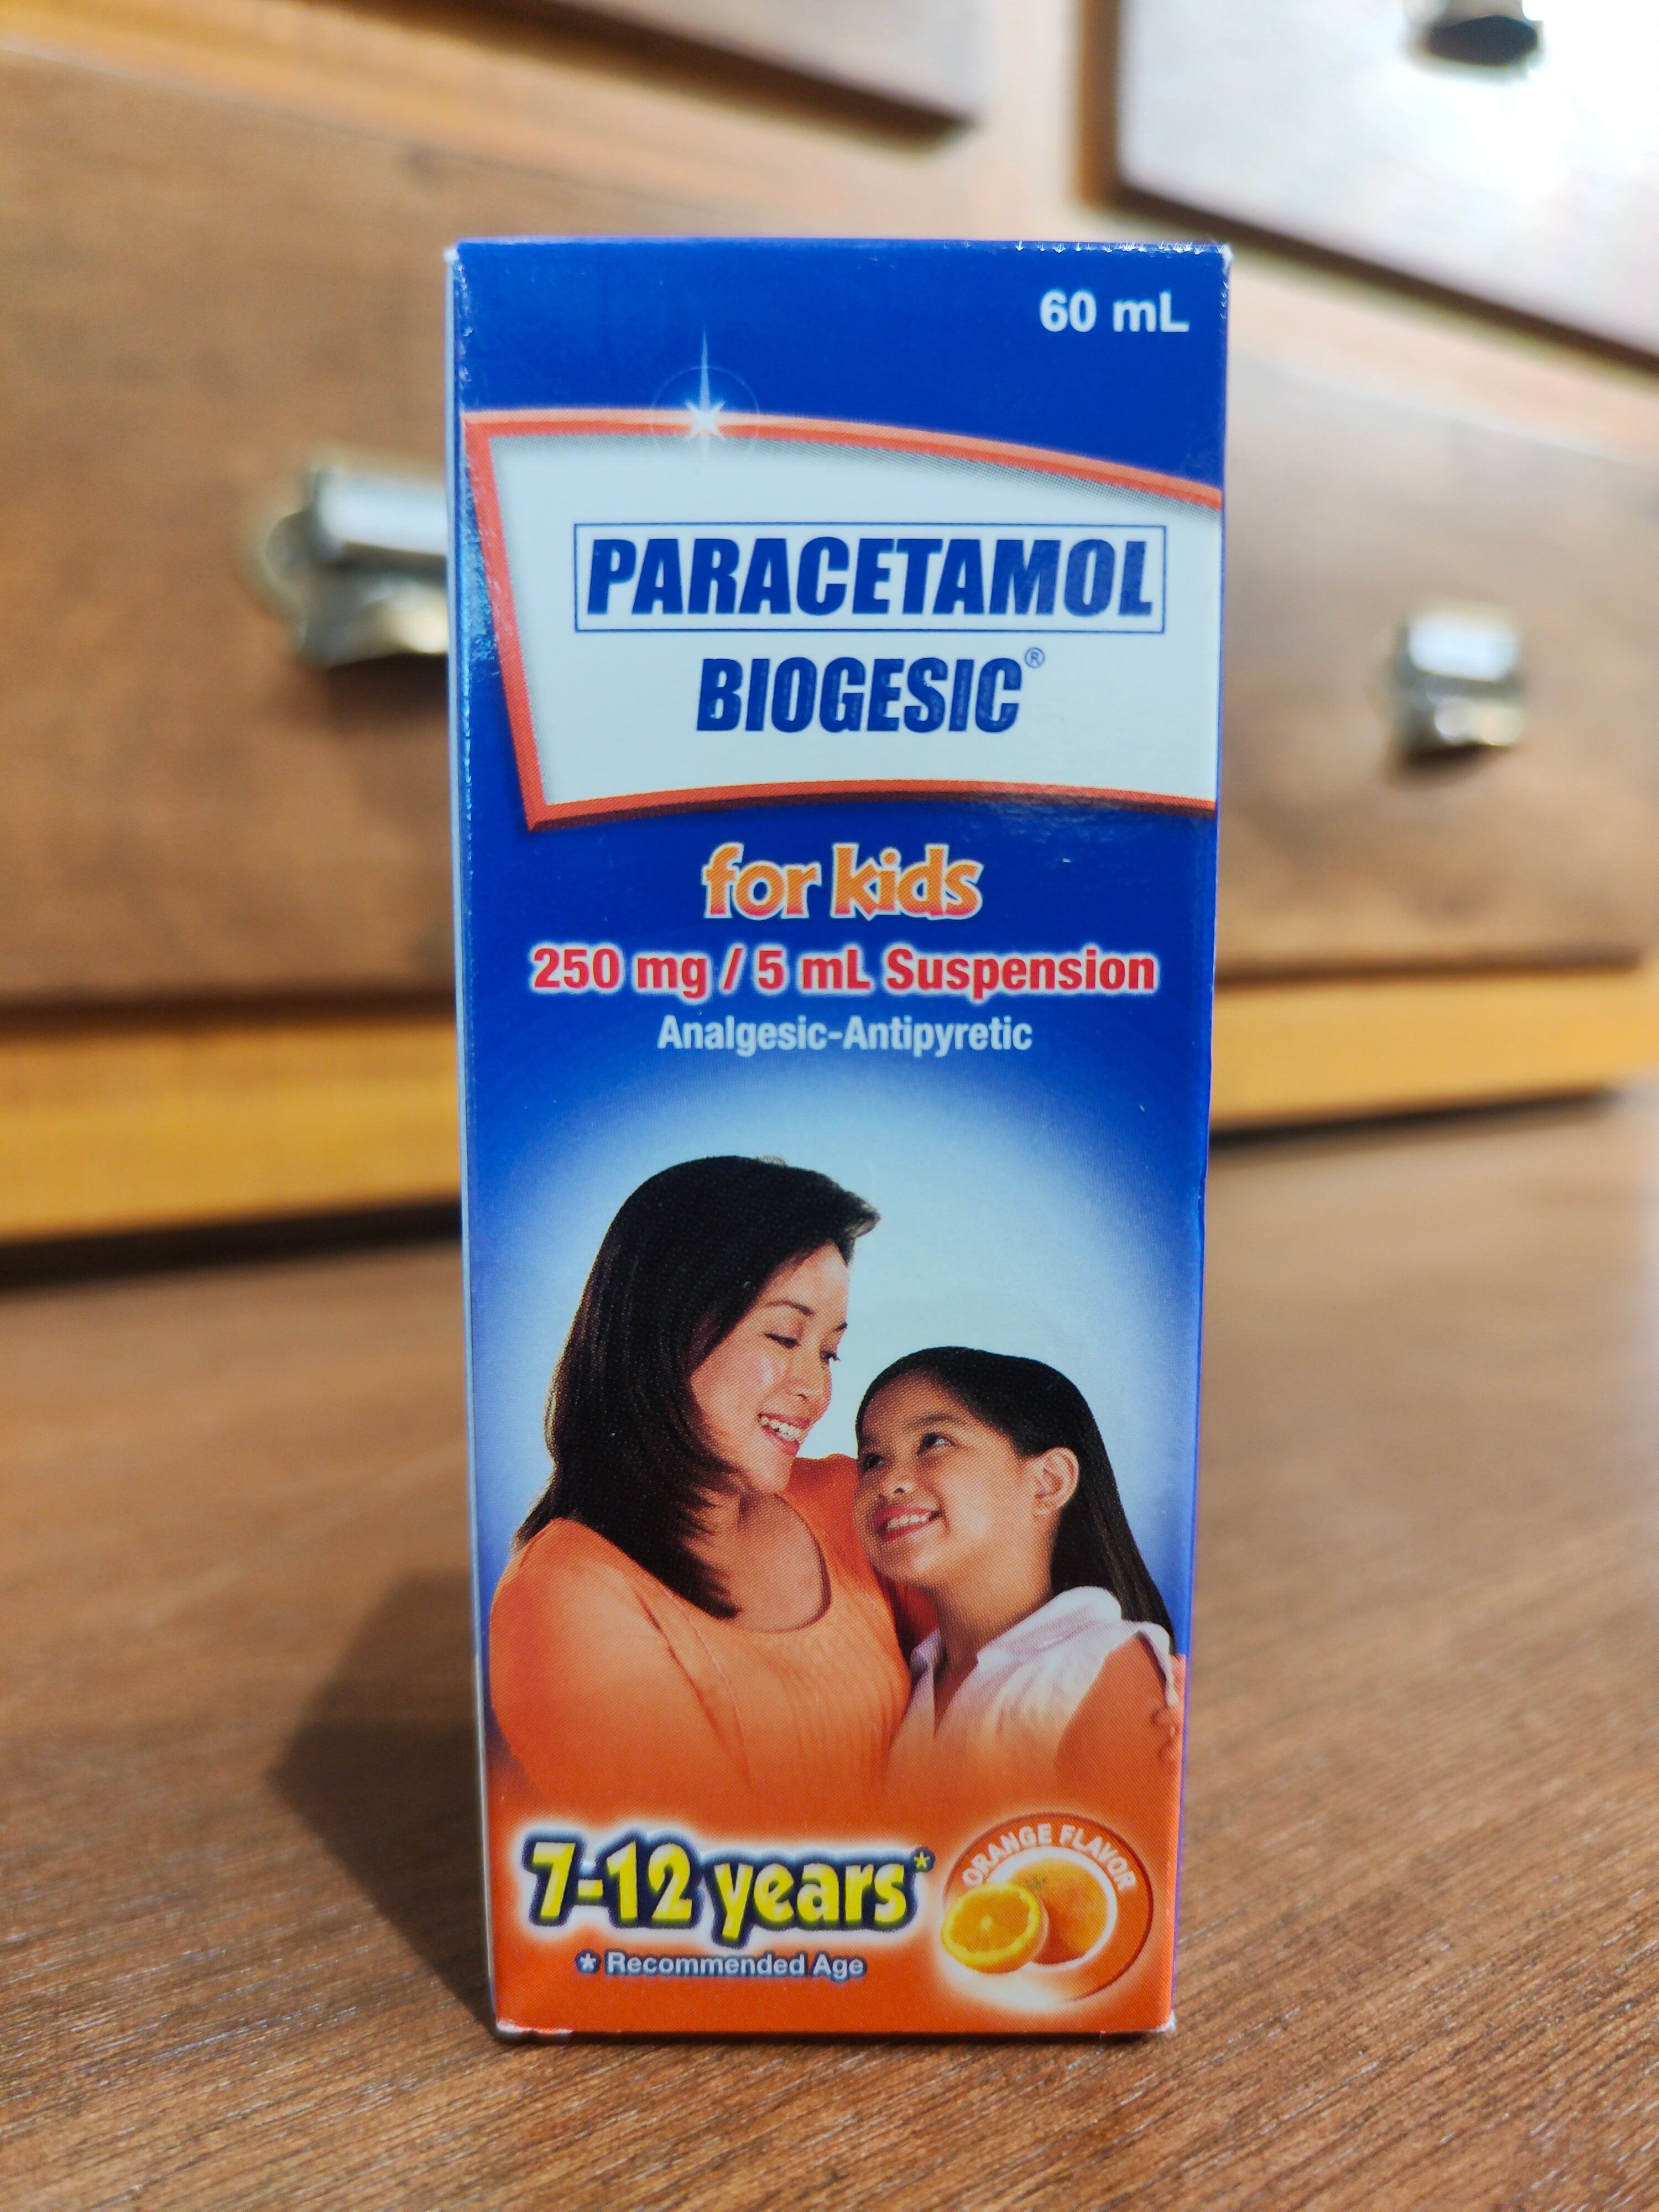 60 mL
PARACETAMOL
BIOGESIC®
for kids
250 mg / 5 mL Suspension
Analgesic-Antipyretic
7-12 years*
* Recommended Age
ORANGE FLAVOR